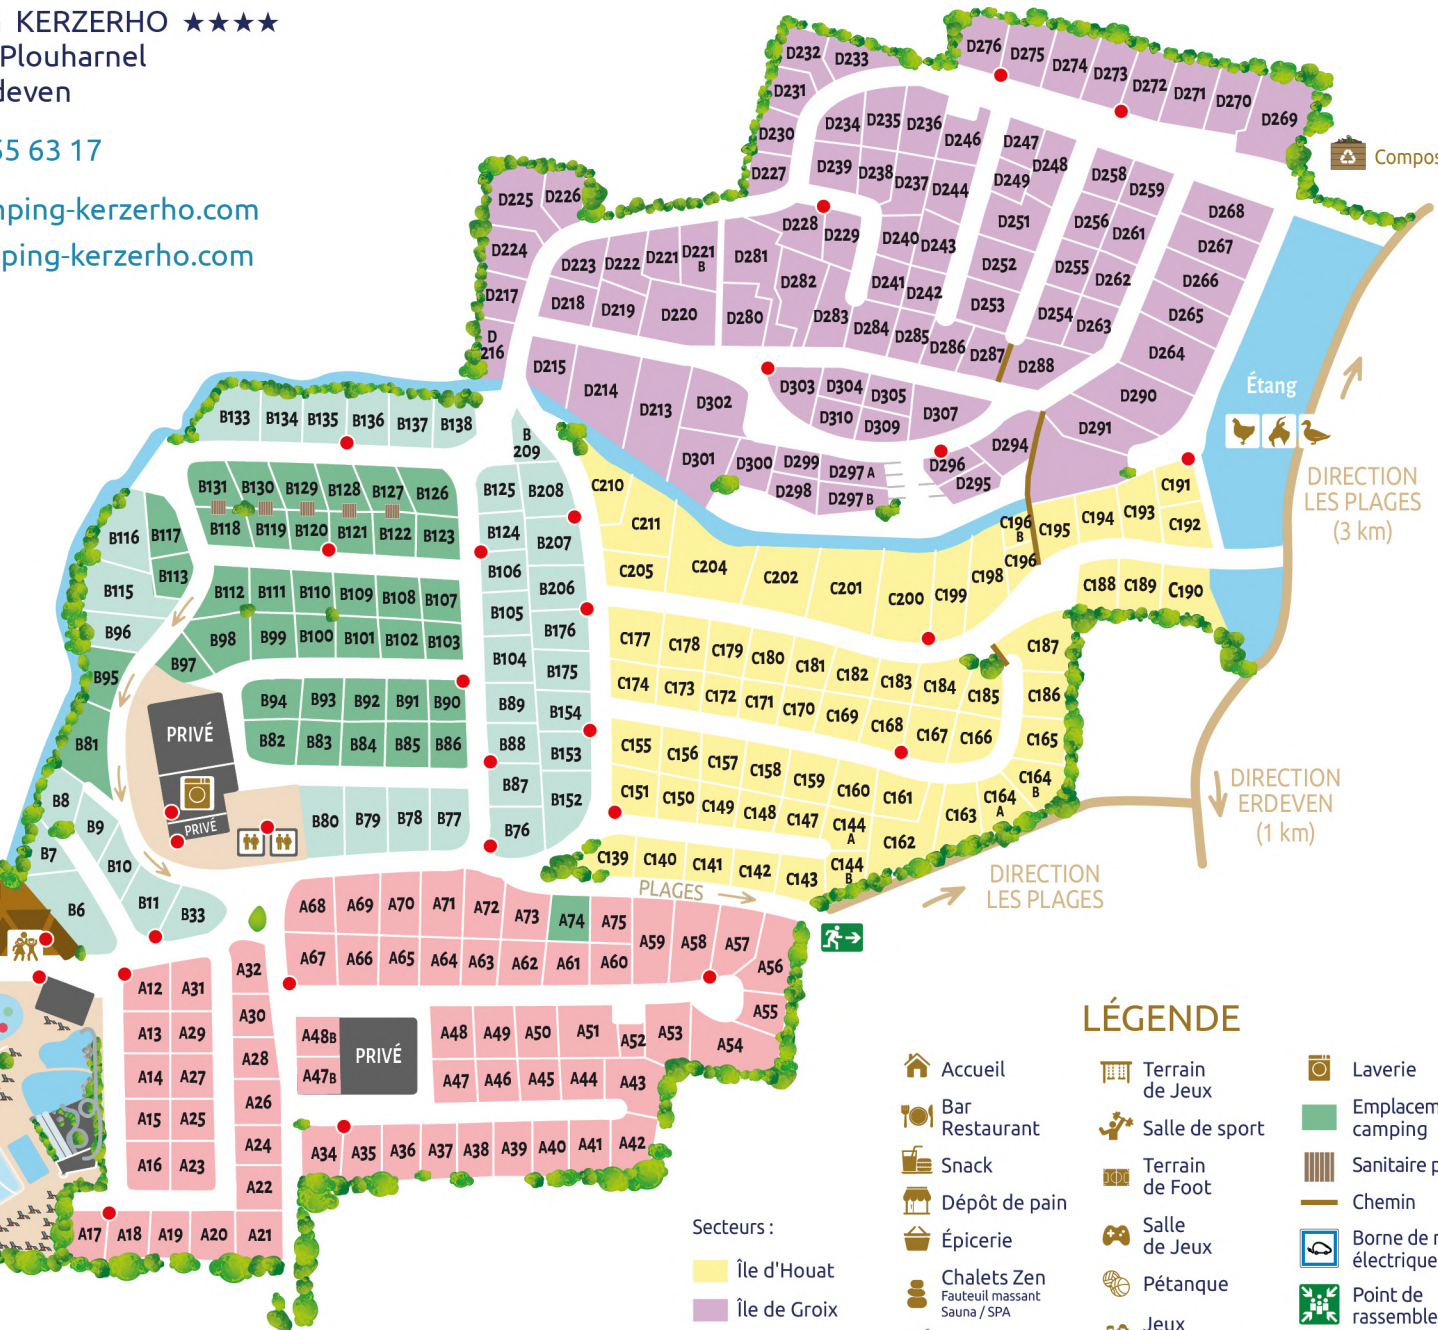 KERZERHO ★★★★
Plouharnel
deven
55 63 17
mping-kerzerho.com
ping-kerzerho.com
D232 D233 D231 D230 D227
D276 D275 D274 D273 D272 D271 D270 D269
D234 D235 D236 D246 D247 D248
D239 D238 D237 D244 D249 D258 D259
D225 D226 D228 D229 D240 D243 D251 D256 D261 D268
D224 D223 D222 D221 D221 B D281 D282 D241 D242 D252 D255 D262 D267 D266
D217 D218 D219 D220 D280 D283 D284 D285 D286 D287 D253 D254 D263 D265
D 216 D215 D214 D213 D302 D303 D304 D305 D307 D288 D264 D290
D310 D309 D291 D294
D301 D300 D299 D297 A D296 D298 D297 B D295
Compos
Étang
DIRECTION
LES PLAGES
(3 km)
B133 B134 B135 B136 B137 B138
B 209
B131 B130 B129 B128 B127 B126 B125 B208
B116 B117 B118 B119 B120 B121 B122 B123 B124 B207
B115 B113 B112 B111 B110 B109 B108 B107 B106 B206
B96 B98 B99 B100 B101 B102 B103 B105 B176
B95 B97 B104 B175
B94 B93 B92 B91 B90 B89 B154
B81 B82 B83 B84 B85 B86 B88 B153
B8 B87 B152
B9 B80 B79 B78 B77 B76
B7 B10
B6 B11 B33
PRIVÉ
PRIVÉ
C210 C211 C196 B C195 C194 C193 C191 C192
C205 C204 C202 C201 C200 C199 C198 C196 C188 C189 C190
C177 C178 C179 C180 C181 C182 C183 C184 C185 C187
C174 C173 C172 C171 C170 C169 C168 C167 C166 C186
C155 C156 C157 C158 C159 C160 C161 C163 C164 A C164 B C165
C151 C150 C149 C148 C147 C144 A C162
C139 C140 C141 C142 C143 C144 B
PLAGES
DIRECTION
ERDEVEN
(1 km)
DIRECTION
LES PLAGES
A68 A69 A70 A71 A72 A73 A74 A75
A67 A66 A65 A64 A63 A62 A61 A60 A59 A58 A57 A56
A55
A12 A31 A32
A13 A29 A30
A14 A27 A28
A15 A25 A26
A16 A23 A24
A22
A17 A18 A19 A20 A21
A48B A47B
PRIVÉ
A48 A49 A50 A51 A52 A53 A54
A47 A46 A45 A44 A43
A34 A35 A36 A37 A38 A39 A40 A41 A42
Secteurs :
Île d'Houat
Île de Groix
LÉGENDE
Accueil
Bar
Restaurant
Snack
Dépôt de pain
Épicerie
Chalets Zen
Fauteuil massant
Sauna / SPA
Terrain
de Jeux
Salle de sport
Terrain
de Foot
Salle
de Jeux
Pétanque
Jeux
Laverie
Emplacem
camping
Sanitaire p
Chemin
Borne de r
électrique
Point de
rassemble